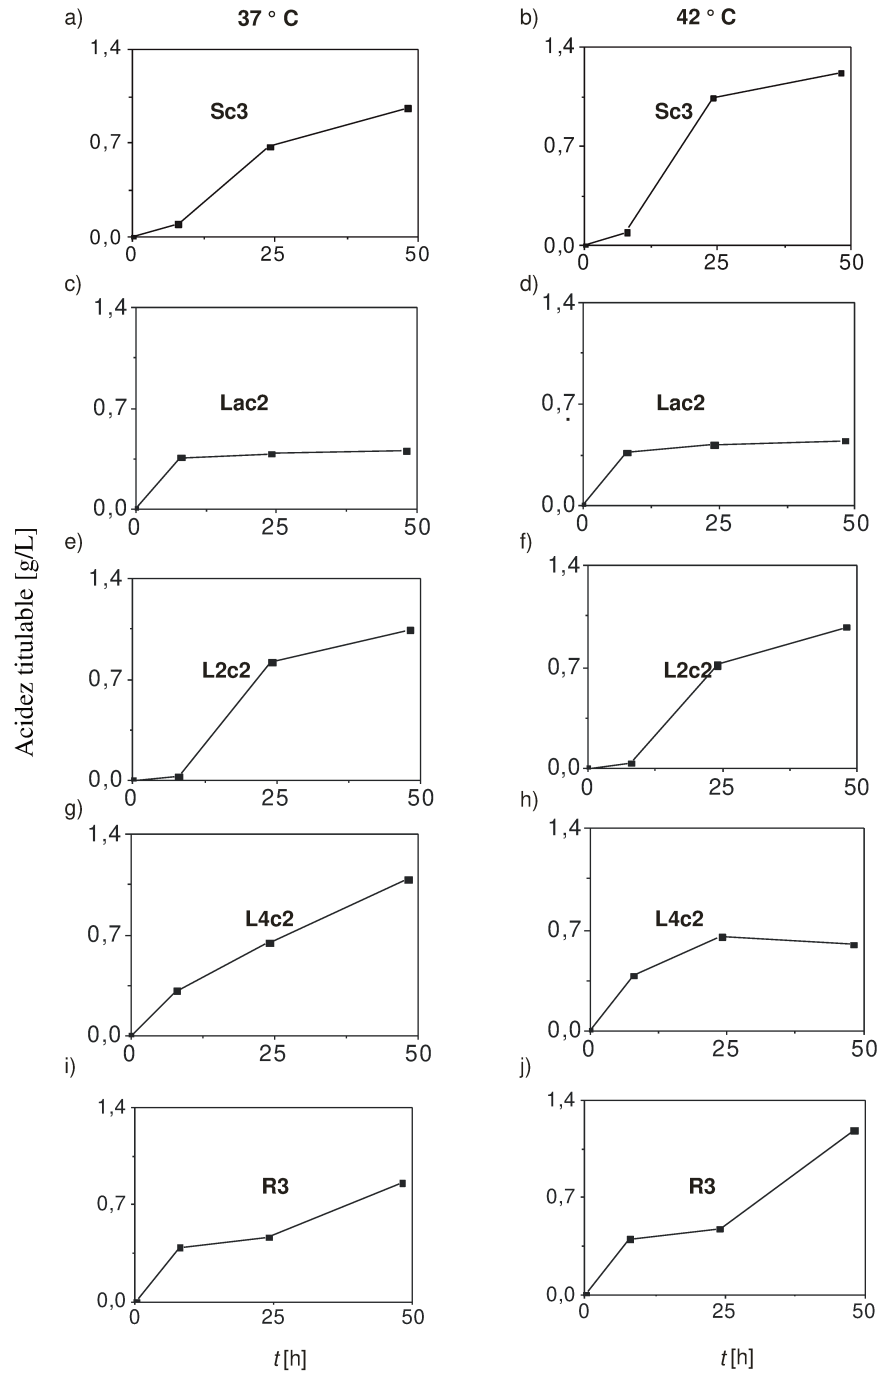 a) 37 ° C b) 42 ° C
1,4 1,4
Sc3 Sc3
0,7 0,7
0,0 0,0
0 25 50 0 25 50
c) d)
1,4 1,4
Lac2 Lac2
0,7 0,7
0,0 0,0
0 25 50 0 25 50
e) f)
1,4 1,4
L2c2 L2c2
0,7 0,7
0,0 0,0
0 25 50 0 25 50
g) h)
1,4 1,4
L4c2 L4c2
0,7 0,7
0,0 0,0
0 25 50 0 25 50
i) j)
1,4 1,4
R3 R3
0,7 0,7
0,0 0,0
0 25 50 0 25 50
t [h] t [h]
Acidez titulable [g/L]